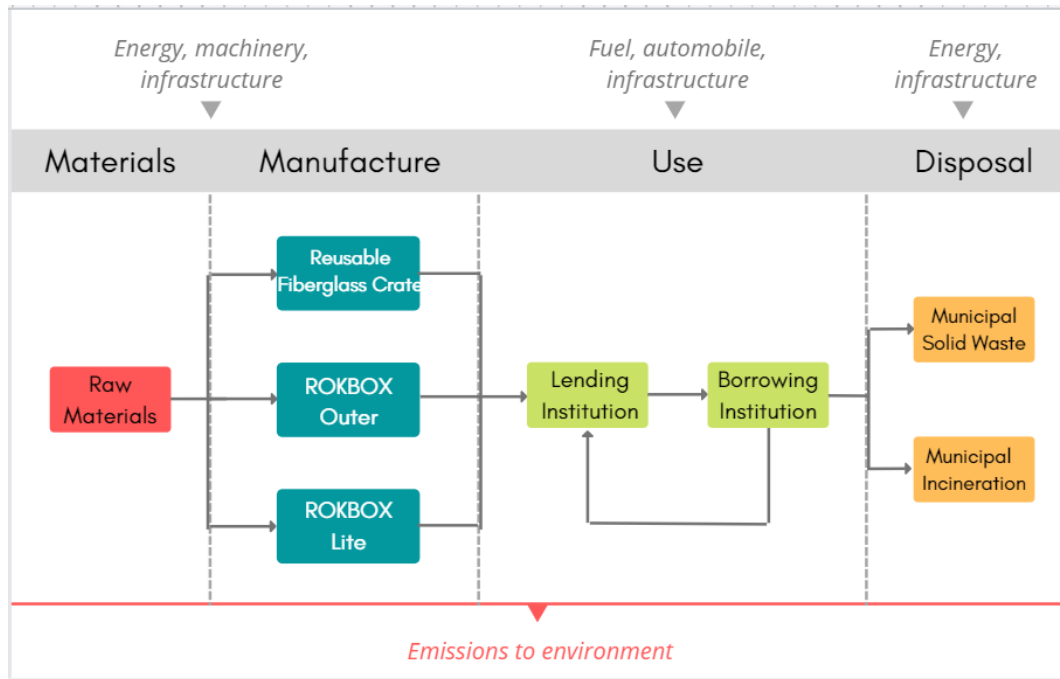 Energy, machinery,
infrastructure
Fuel, automobile,
infrastructure
Energy,
infrastructure
Materials
Manufacture
Use
Disposal
Reusable
Fiberglass Crate
ROKBOX
Outer
ROKBOX
Lite
Raw
Materials
Lending
Institution
Borrowing
Institution
Municipal
Solid Waste
Municipal
Incineration
Emissions to environment